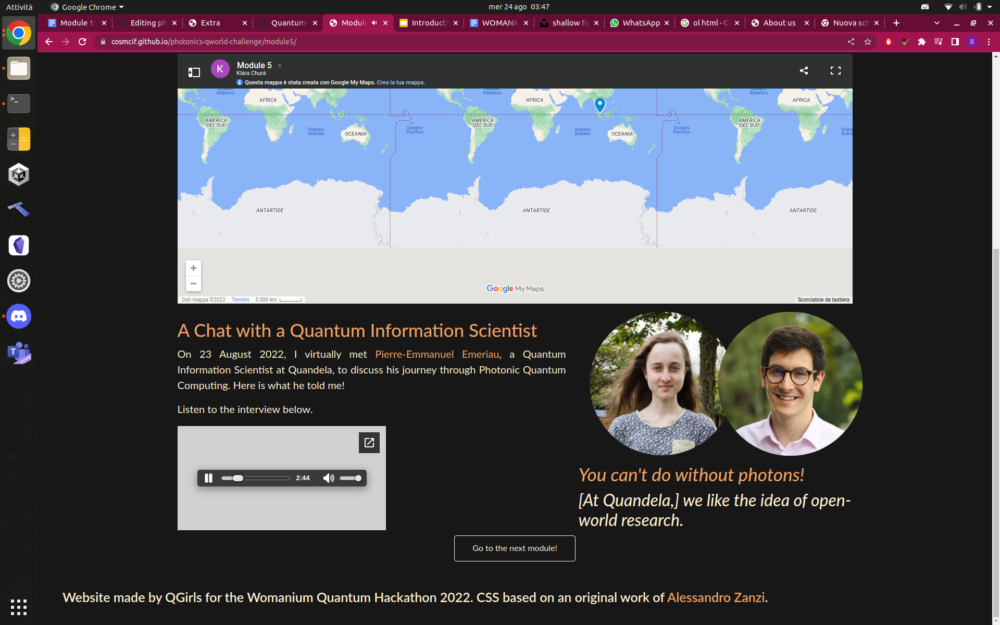 Attività
Google Chrome
mer 24 ago 03:47
Module 1:
Editing ph
Extra
Quantum-
Module
Introducti
WOMANIU
shallow fo
WhatsApp
ol html - Ce
About us
Nuova sch
cosmcif.github.io/photonics-qworld-challenge/module5/
S
K
Module 5
Klára Churá
Questa mappa è stata creata con Google My Maps. Crea la tua mappa.
Oceano Atlantico
Oceano Atlantico
Oceano Atlantico
AFRICA
AFRICA
AFRICA
AMERICA DEL SUD
AMERICA DEL SUD
AMERICA DEL SUD
Oceano Indiano
Oceano Pacifico
Oceano Indiano
Oceano Pacifico
OCEANIA
OCEANIA
ANTARTIDE
ANTARTIDE
ANTARTIDE
Google My Maps
Dati mappa ©2022 Termini 5.000 km
Scorciatoie da tastiera
A Chat with a Quantum Information Scientist
On 23 August 2022, I virtually met Pierre-Emmanuel Emeriau, a Quantum
Information Scientist at Quandela, to discuss his journey through Photonic Quantum
Computing. Here is what he told me!
Listen to the interview below.
2:44
You can't do without photons!
[At Quandela,] we like the idea of open-
world research.
Go to the next module!
Website made by QGirls for the Womanium Quantum Hackathon 2022. CSS based on an original work of Alessandro Zanzi.